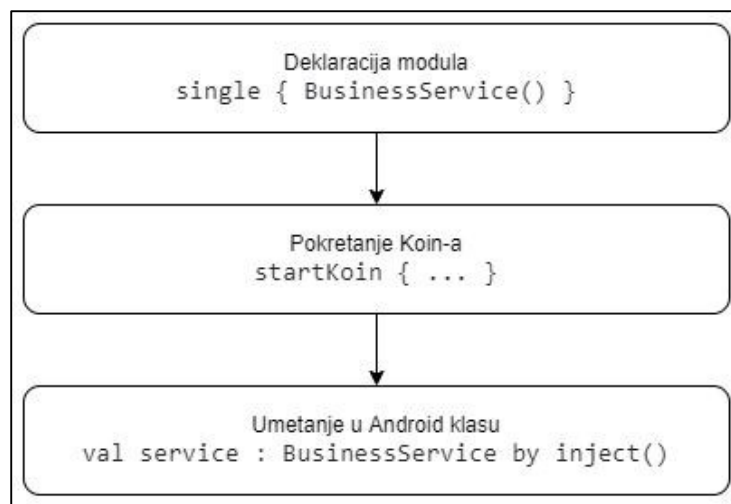 Deklaracija modula
single { BusinessService() }
Pokretanje Koin-a
startKoin { ... }
Umetanje u Android klasu
val service : BusinessService by inject()